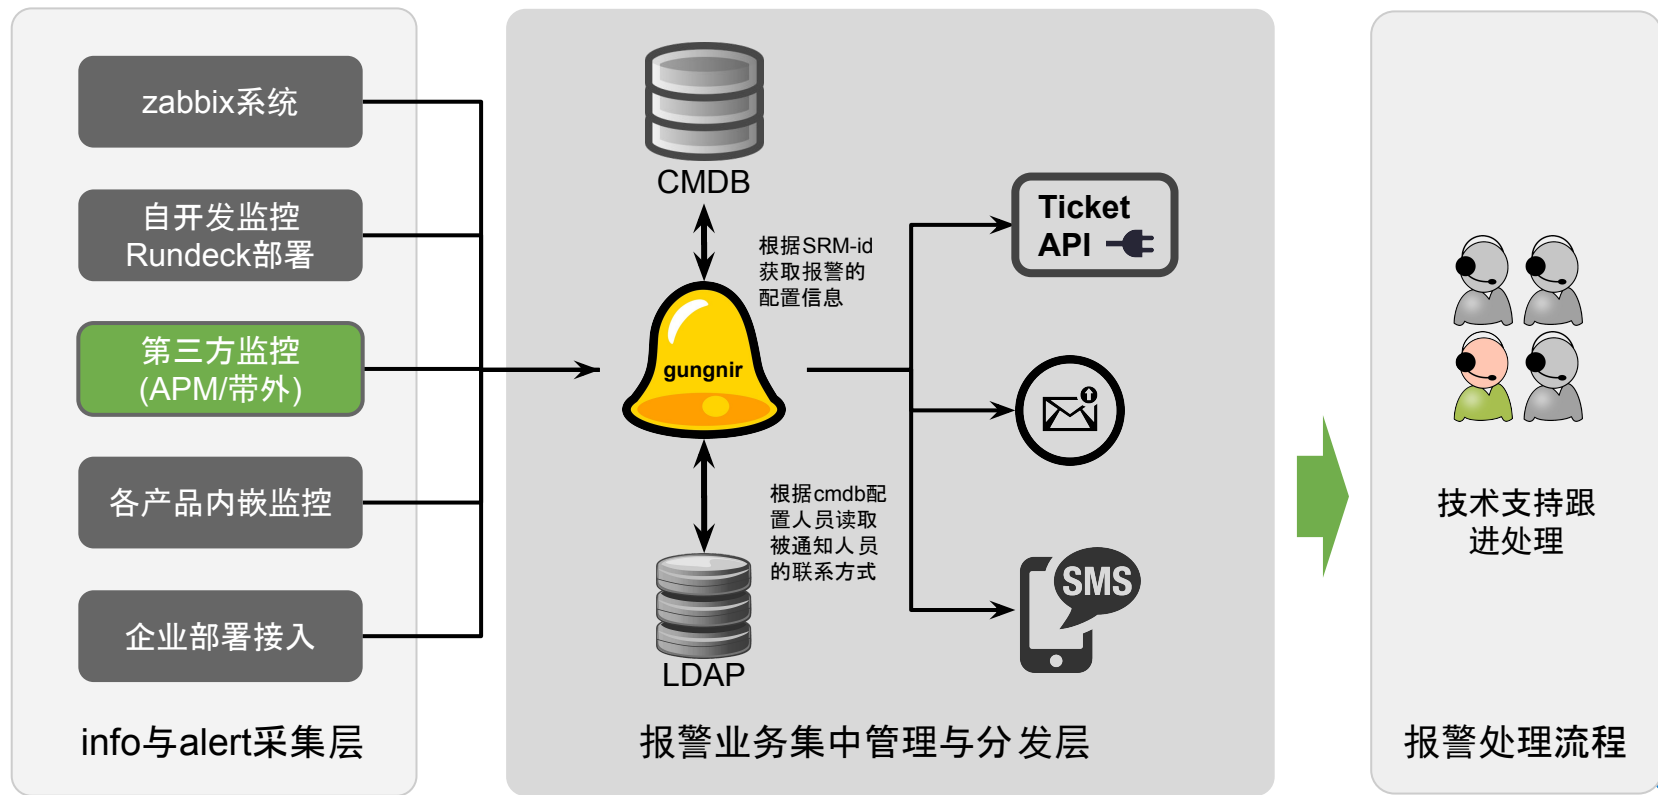 zabbix系统
自开发监控
Rundeck部署
第三方监控
(APM/带外)
各产品内嵌监控
企业部署接入
info与alert采集层
CMDB
根据SRM-id
获取报警的
配置信息
gungnir
根据cmdb配
置人员读取
被通知人员
的联系方式
LDAP
Ticket
API
SMS
报警业务集中管理与分发层
技术支持跟
进处理
报警处理流程